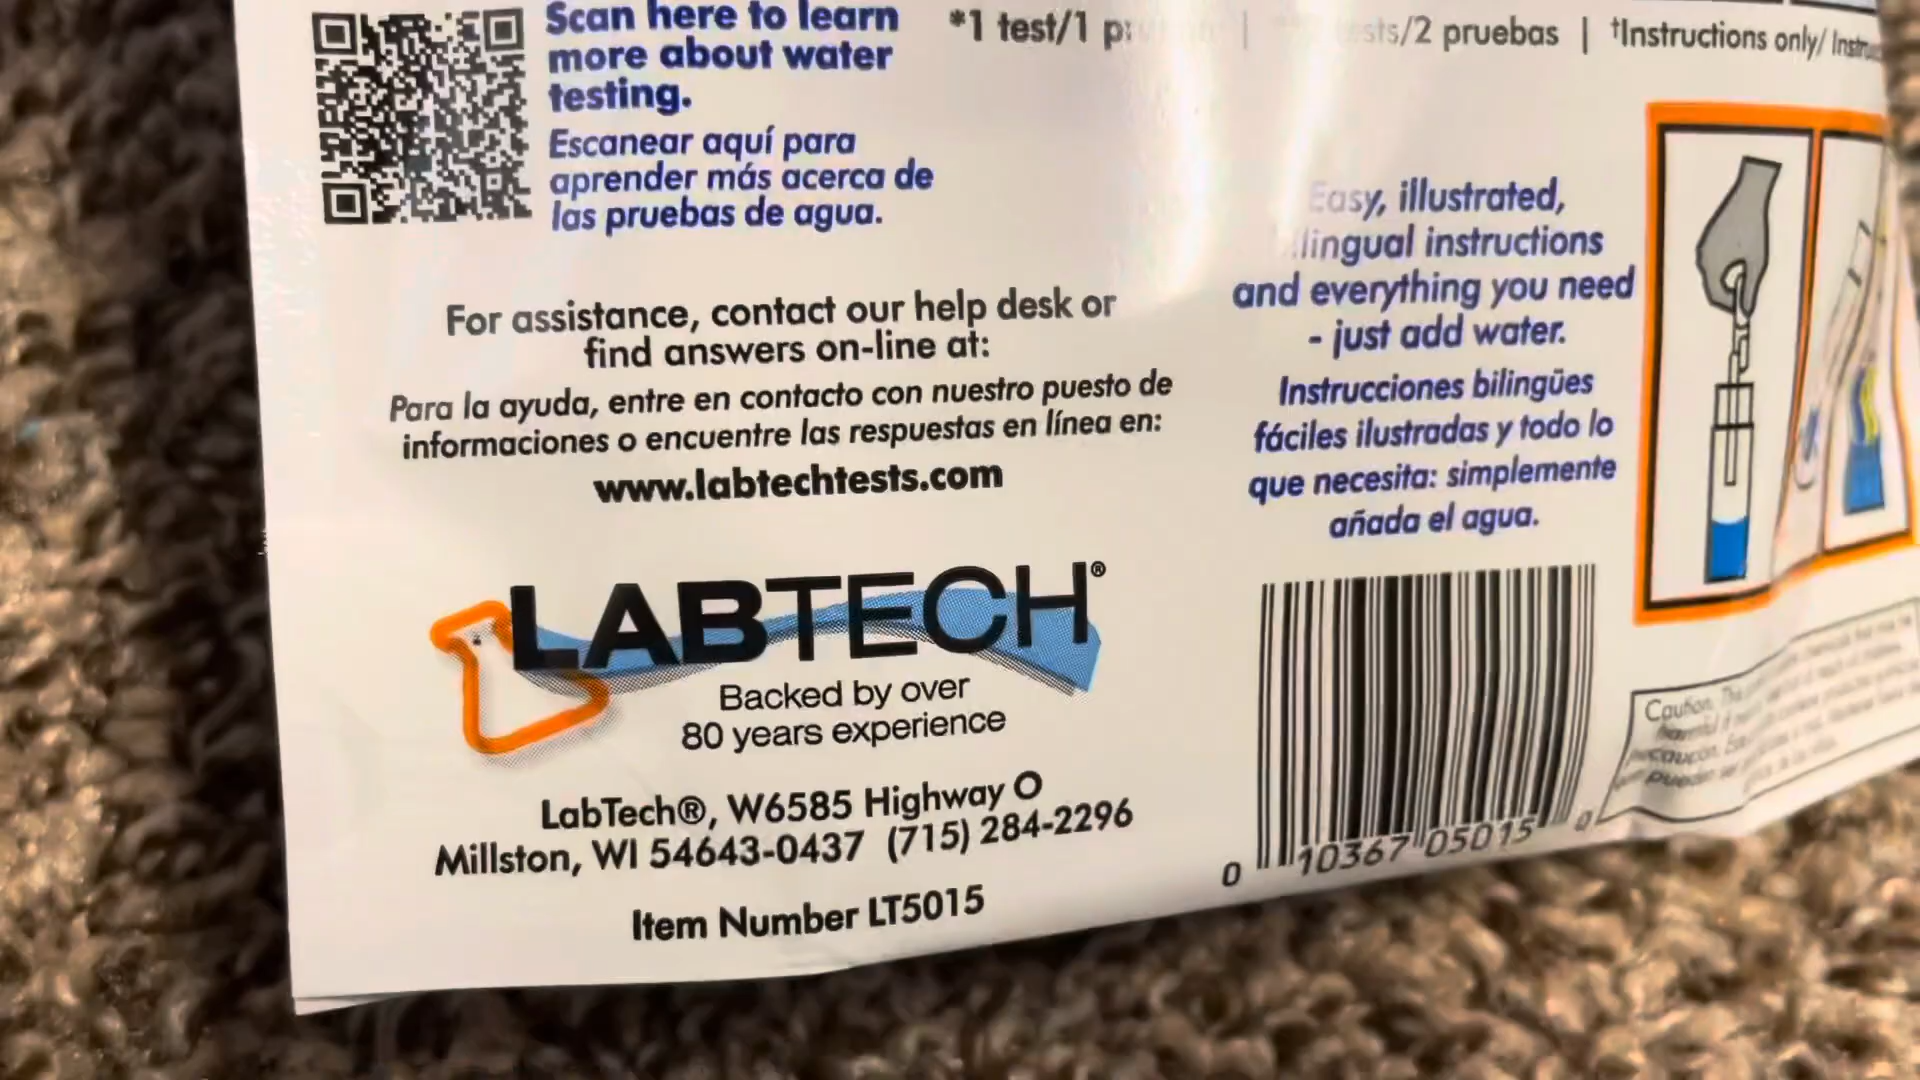 Scan here to learn
more about water
testing.
Escanear aquí para
aprender más acerca de
las pruebas de agua.
*1 test/1 | /2 pruebas | †Instructions only/
For assistance, contact our help desk or
find answers on-line at:
Para la ayuda, entre en contacto con nuestro puesto de
informaciones o encuentre las respuestas en línea en:
www.labtechtests.com
LABTECH®
Backed by over
80 years experience
LabTech®, W6585 Highway O
Millston, WI 54643-0437 (715) 284-2296
Item Number LT5015
Easy, illustrated,
instructions
and everything you need
- just add water.
Instrucciones bilingües
fáciles ilustradas y todo lo
que necesita: simplemente
añada el agua.
0 10367 05015 0
Caution.